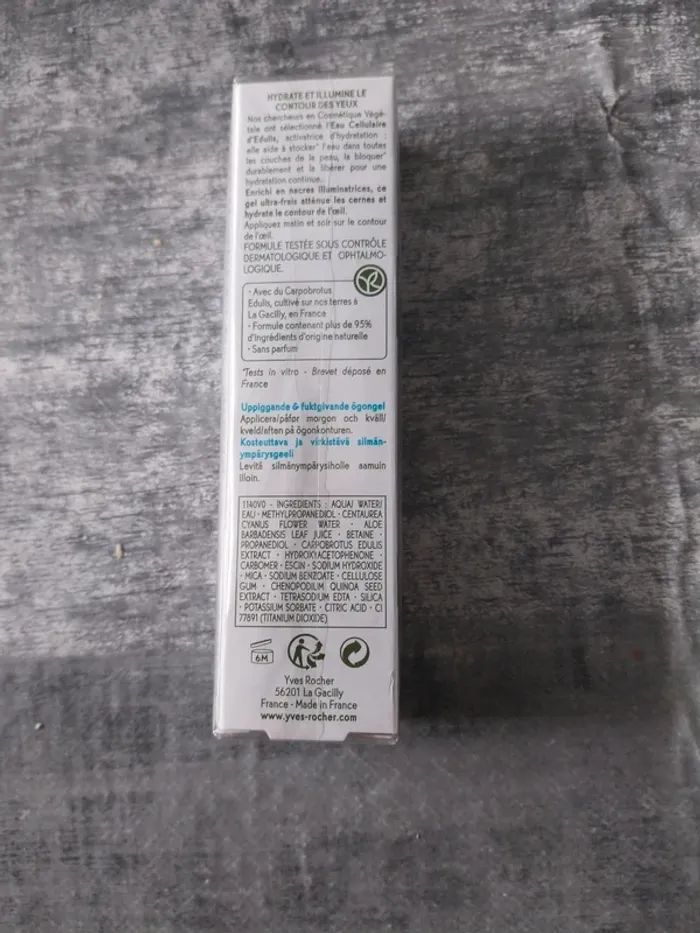 HYDRATE ET ILLUMINE LE
CONTOUR DES YEUX
Nos chercheurs en Cosmétique Végé-
tale ont sélectionné l'Eau Cellulaire
d'Edulis, activatrice d'hydratation :
elle aide à stocker* l'eau dans toutes
les couches de la peau, la bloquer*
durablement et la libérer pour une
hydratation continue.
Enrichi en nacres illuminatrices, ce
gel ultra-frais atténue les cernes et
hydrate le contour de l'œil.
Appliquez matin et soir sur le contour
de l'œil.
FORMULE TESTÉE SOUS CONTRÔLE
DERMATOLOGIQUE ET OPHTALMO-
LOGIQUE.
• Avec du Carpobrotus
Edulis, cultivé sur nos terres à
La Gacilly, en France
• Formule contenant plus de 95%
d'ingrédients d'origine naturelle
• Sans parfum
*Tests in vitro - Brevet déposé en
France
Uppiggande & fuktgivande ögongel
Applicera/påfør morgon och kväll/
kveld/aften på ögonkonturen.
Kosteuttava ja virkistävä silmän-
ympärysgeeli
Levitä silmänympärysiholle aamuin
illoin.
1140V0 - INGREDIENTS : AQUA/ WATER/
EAU • METHYLPROPANEDIOL • CENTAUREA
CYANUS FLOWER WATER • ALOE
BARBADENSIS LEAF JUICE • BETAINE •
PROPANEDIOL • CARPOBROTUS EDULIS
EXTRACT • HYDROXYACETOPHENONE •
CARBOMER • ESCIN • SODIUM HYDROXIDE
• MICA • SODIUM BENZOATE • CELLULOSE
GUM • CHENOPODIUM QUINOA SEED
EXTRACT • TETRASODIUM EDTA • SILICA
• POTASSIUM SORBATE • CITRIC ACID • CI
77891 (TITANIUM DIOXIDE)
6M
Yves Rocher
56201 La Gacilly
France - Made in France
www.yves-rocher.com